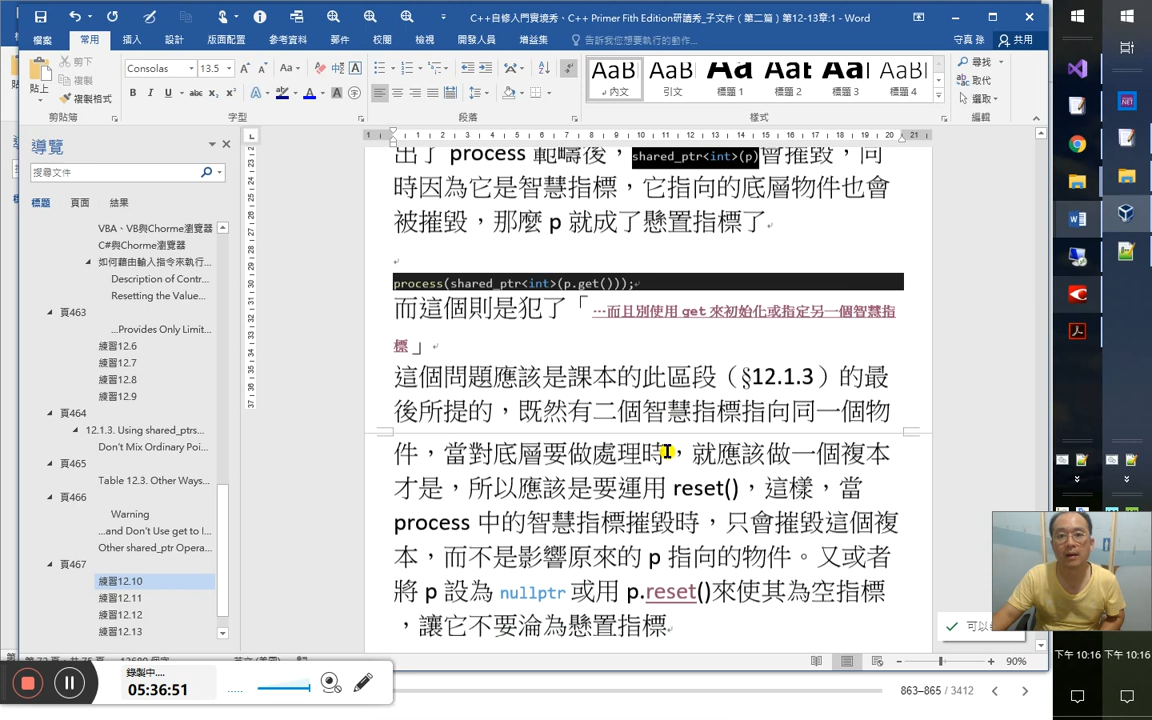 C++自修入門實境秀、C++ Primer Fith Edition研讀秀_子文件（第二篇）第12-13章:1 - Word
檔案 常用 插入 設計 版面配置 參考資料 郵件 校閱 檢視 開發人員 增益集 告訴我您想要執行的動作... 守真 孫 共用
貼上 剪下 複製 複製格式 剪貼簿
Consolas 13.5 字型
段落
AaB 內文 AaB 引文 AaB 標題 1 Aat 標題 2 Aal 標題 3 AaBl 標題 4 樣式
尋找 取代 選取 編輯
導覽
搜尋文件
標題 頁面 結果
VBA、VB與Chorme瀏覽器
C#與Chorme瀏覽器
如何藉由輸入指令來執行...
Description of Contr...
Resetting the Value...
頁463
...Provides Only Limit...
練習12.6
練習12.7
練習12.8
練習12.9
頁464
12.1.3. Using shared_ptrs...
Don't Mix Ordinary Poi...
頁465
Table 12.3. Other Ways...
頁466
Warning
...and Don't Use get to I...
Other shared_ptr Opera...
頁467
練習12.10
練習12.11
練習12.12
練習12.13
出了 process 範疇後，shared_ptr<int>(p)會摧毀，同
時因為它是智慧指標，它指向的底層物件也會
被摧毀，那麼 p 就成了懸置指標了
process(shared_ptr<int>(p.get()));
而這個則是犯了「…而且別使用 get 來初始化或指定另一個智慧指
標」
這個問題應該是課本的此區段（§12.1.3）的最
後所提的，既然有二個智慧指標指向同一個物
件，當對底層要做處理時，就應該做一個複本
才是，所以應該是要運用 reset()，這樣，當
process 中的智慧指標摧毀時，只會摧毀這個複
本，而不是影響原來的 p 指向的物件。又或者
將 p 設為 nullptr 或用 p.reset()來使其為空指標
，讓它不要淪為懸置指標
90%
錄製中...
05:36:51
863–865 / 3412
下午 10:16 下午 10:16